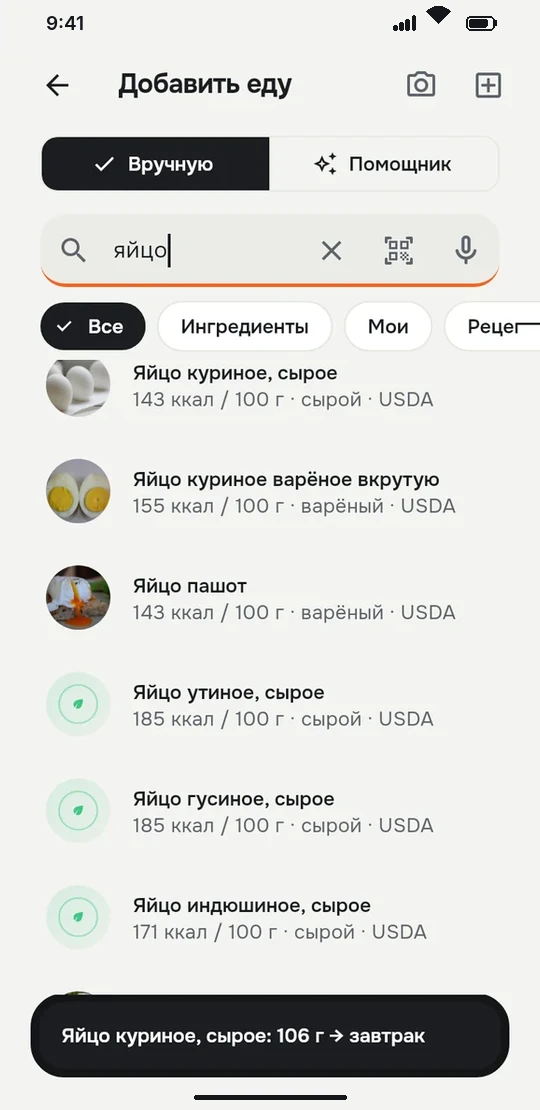 9:41
Добавить еду
Вручную
Помощник
яйцо
Все
Ингредиенты
Мои
Яйцо куриное, сырое
143 ккал / 100 г · сырой · USDA
Яйцо куриное варёное вкрутую
155 ккал / 100 г · варёный · USDA
Яйцо пашот
143 ккал / 100 г · варёный · USDA
Яйцо утиное, сырое
185 ккал / 100 г · сырой · USDA
Яйцо гусиное, сырое
185 ккал / 100 г · сырой · USDA
Яйцо индюшиное, сырое
171 ккал / 100 г · сырой · USDA
Яйцо куриное, сырое: 106 г → завтрак